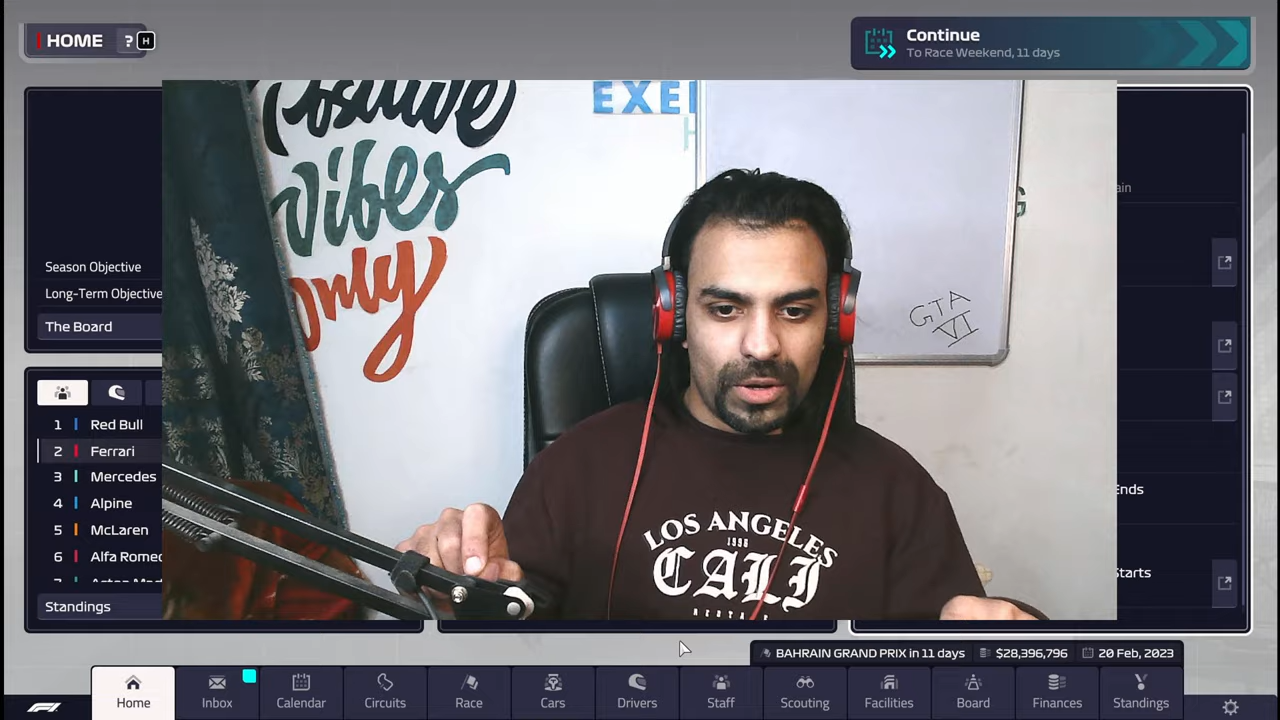 HOME ? H
Continue
To Race Weekend, 11 days
Positive
Vibes
only
GTA
VI
LOS ANGELES
1996
CALI
Season Objective
Long-Term Objective
The Board
1 Red Bull
2 Ferrari
3 Mercedes
4 Alpine
5 McLaren
6 Alfa Romeo
Standings
ain
Ends
Starts
BAHRAIN GRAND PRIX in 11 days $28,396,796 20 Feb, 2023
Home Inbox Calendar Circuits Race Cars Drivers Staff Scouting Facilities Board Finances Standings